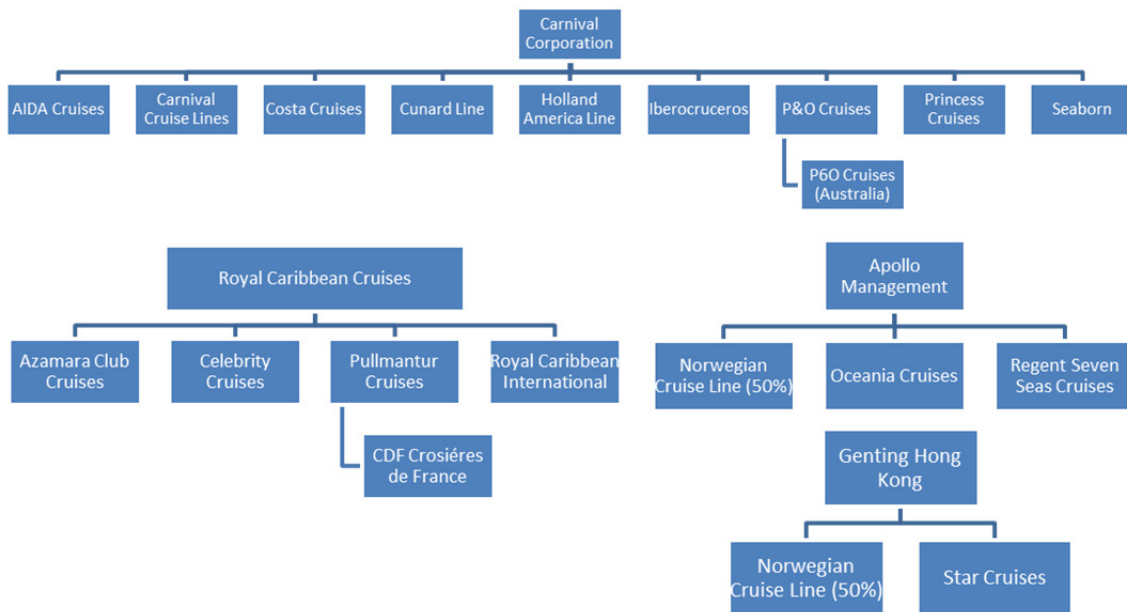 Carnival
Corporation
AIDA Cruises
Carnival
Cruise Lines
Costa Cruises
Cunard Line
Holland
America Line
Iberocruceros
P&O Cruises
Princess
Cruises
Seaborn
P6O Cruises
(Australia)
Royal Caribbean Cruises
Azamara Club
Cruises
Celebrity
Cruises
Pullmantur
Cruises
Royal Caribbean
International
CDF Crosiéres
de France
Apollo
Management
Norwegian
Cruise Line (50%)
Oceania Cruises
Regent Seven
Seas Cruises
Genting Hong
Kong
Norwegian
Cruise Line (50%)
Star Cruises